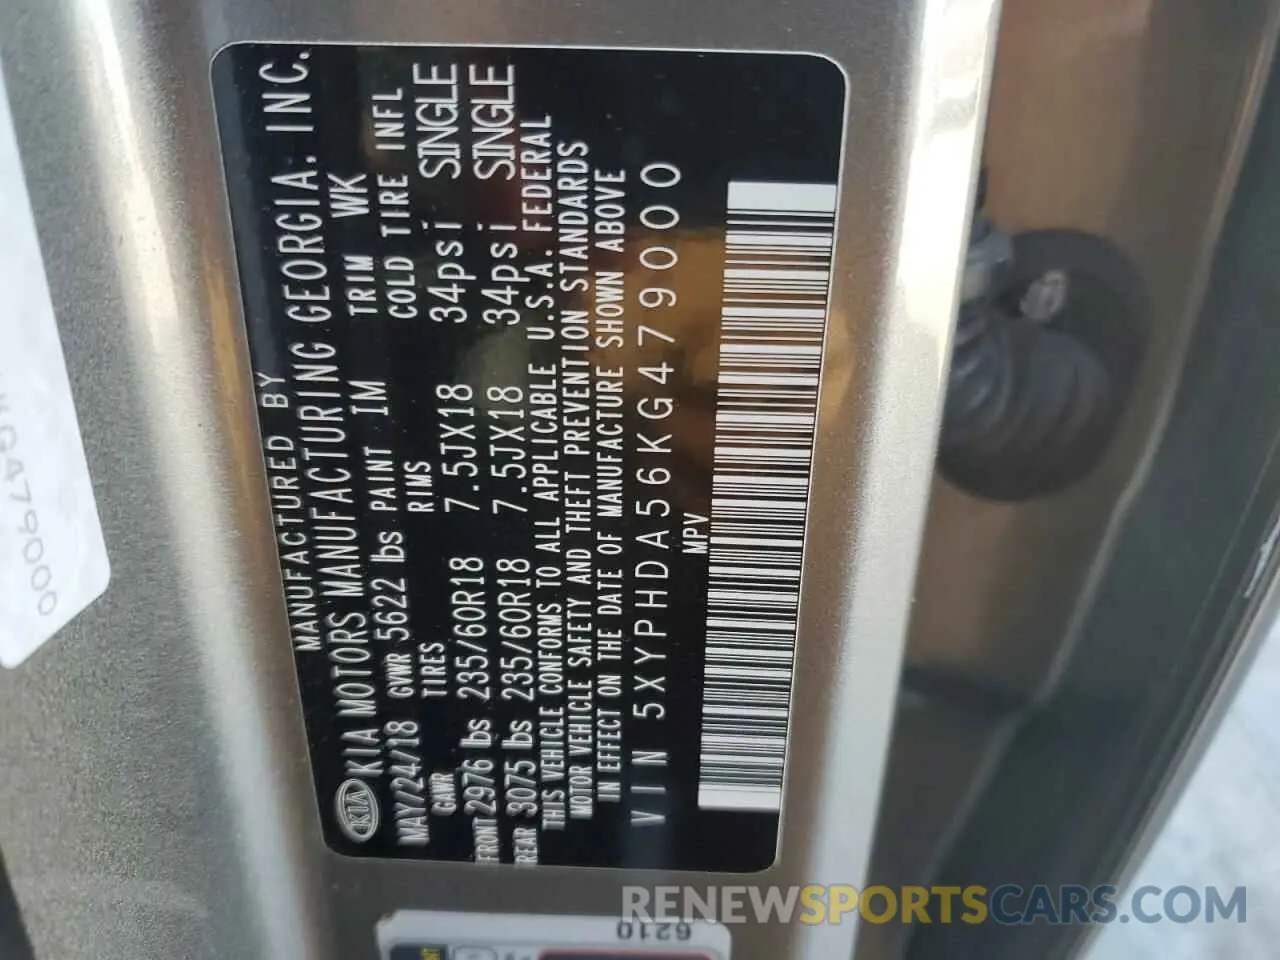 MANUFACTURED BY
KIA KIA MOTORS MANUFACTURING GEORGIA, INC.
MAY/24/18 GVWR 5622 lbs PAINT IM TRIM WK
GAWR TIRES RIMS COLD TIRE INFL
FRONT 2976 lbs 235/60R18 7.5JX18 34psi SINGLE
REAR 3075 lbs 235/60R18 7.5JX18 34psi SINGLE
THIS VEHICLE CONFORMS TO ALL APPLICABLE U.S.A. FEDERAL
MOTOR VEHICLE SAFETY AND THEFT PREVENTION STANDARDS
IN EFFECT ON THE DATE OF MANUFACTURE SHOWN ABOVE
VIN 5XYPHDA56KG479000
MPV
G479000
6210
RENEWSPORTSCARS.COM